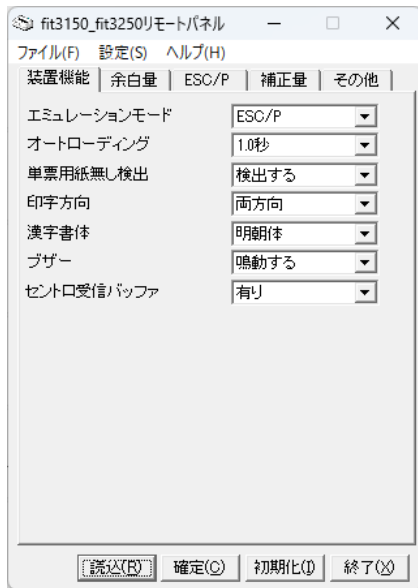 fit3150_fit3250リモートパネル
ファイル(F) 設定(S) ヘルプ(H)
装置機能 余白量 ESC/P 補正量 その他
エミュレーションモード ESC/P
オートローディング 1.0秒
単票用紙無し検出 検出する
印字方向 両方向
漢字書体 明朝体
ブザー 鳴動する
セントロ受信バッファ 有り
読込(R) 確定(C) 初期化(I) 終了(X)